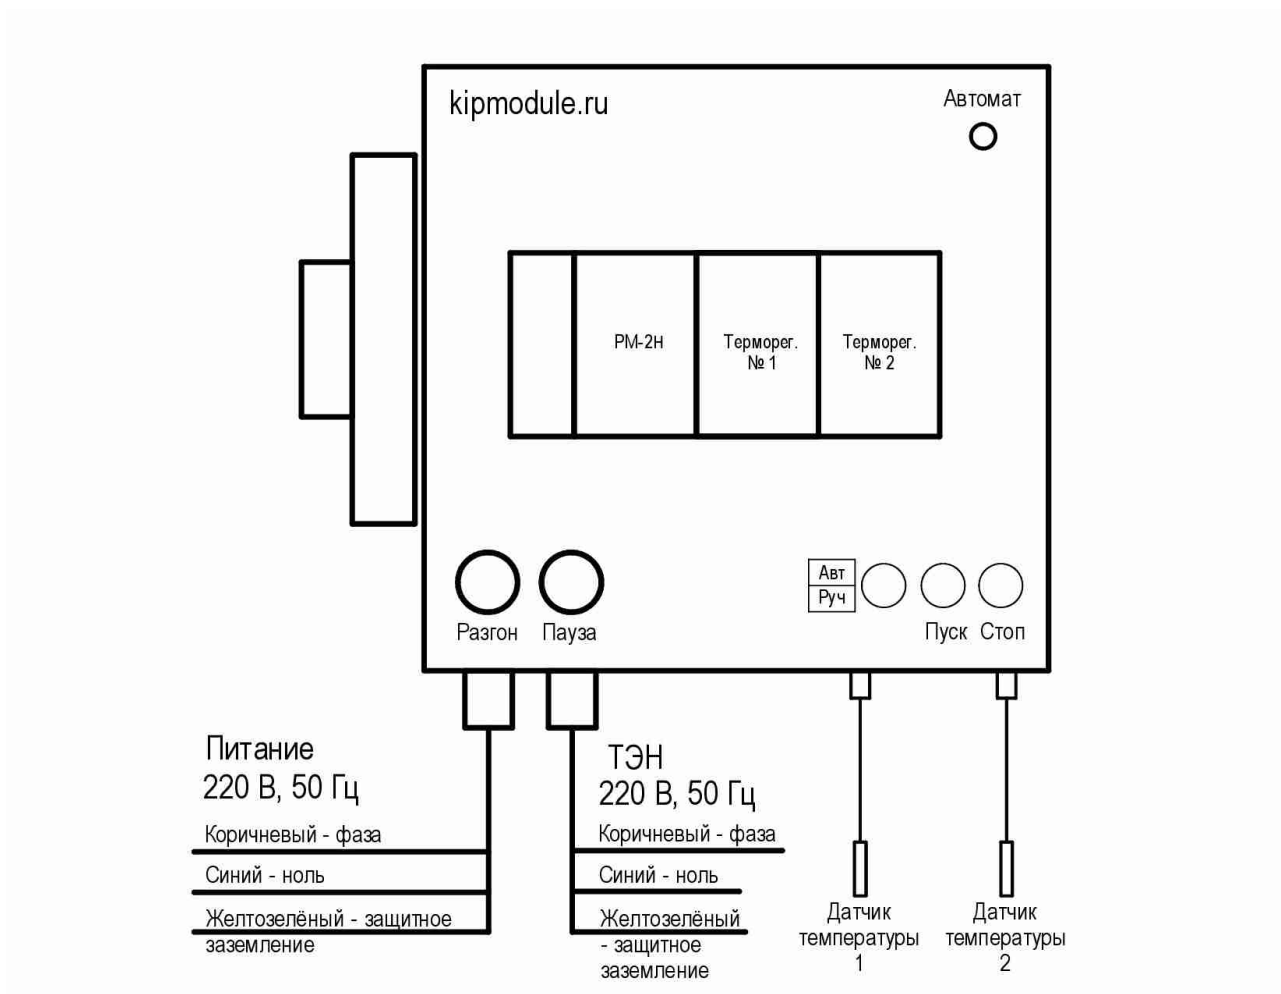 kipmodule.ru
Автомат
РМ-2Н
Терморег.
№ 1
Терморег.
№ 2
Авт
Руч
Разгон
Пауза
Пуск
Стоп
Питание
220 В, 50 Гц
Коричневый - фаза
Синий - ноль
Желтозелёный - защитное
заземление
ТЭН
220 В, 50 Гц
Коричневый - фаза
Синий - ноль
Желтозелёный
- защитное
заземление
Датчик
температуры
1
Датчик
температуры
2